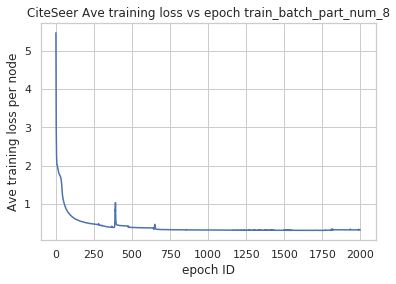 CiteSeer Ave training loss vs epoch train_batch_part_num_8
Ave training loss per node
5
4
3
2
1
0 250 500 750 1000 1250 1500 1750 2000
epoch ID